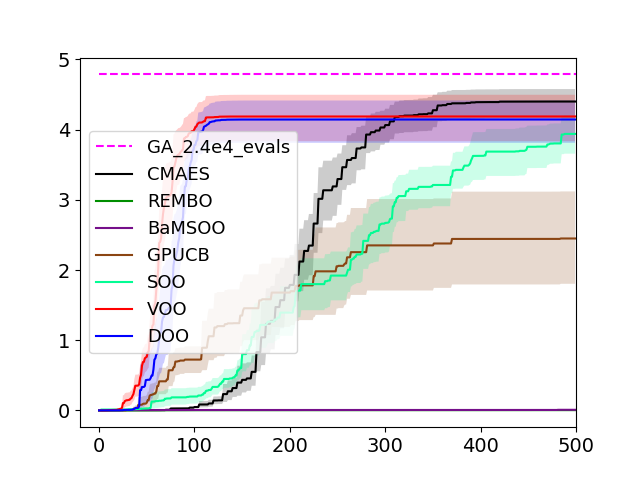 5
4
3
2
1
0
GA_2.4e4_evals
CMAES
REMBO
BaMSOO
GPUCB
SOO
VOO
DOO
0 100 200 300 400 500